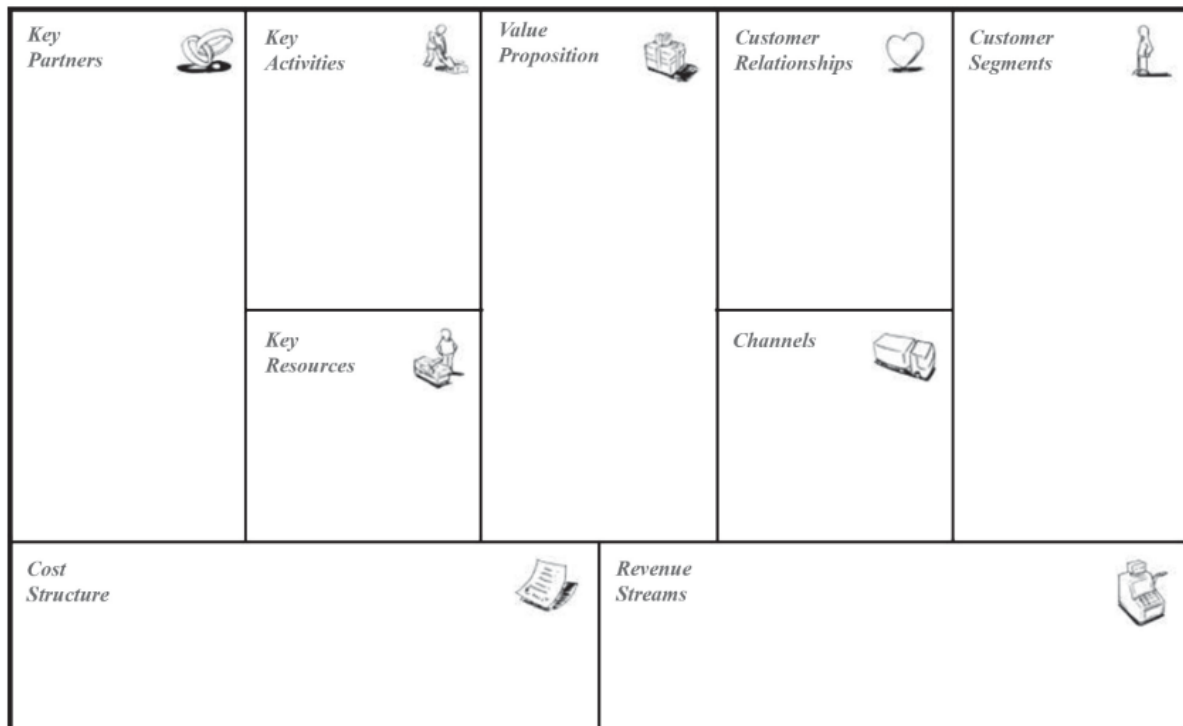 Key
Partners
Key
Activities
Value
Proposition
Customer
Relationships
Customer
Segments
Key
Resources
Channels
Cost
Structure
Revenue
Streams